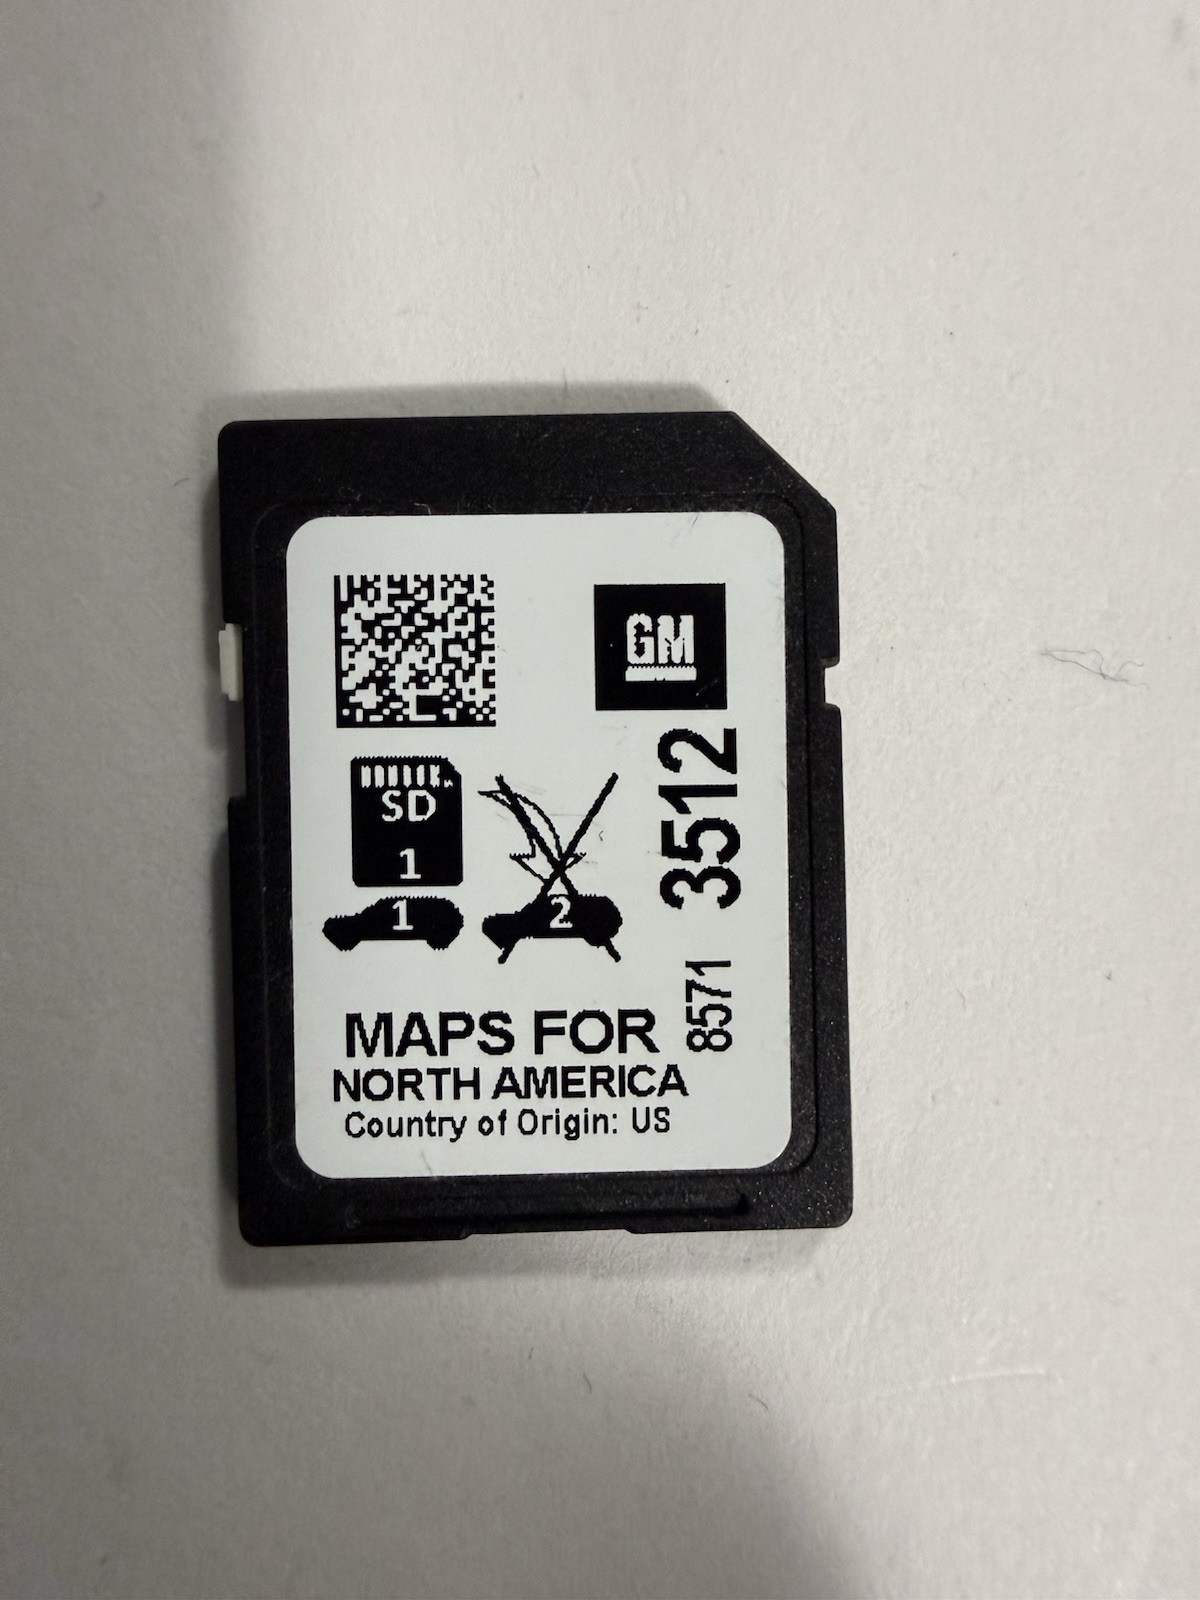 GM
SD
1
1
2
8571 3512
MAPS FOR
NORTH AMERICA
Country of Origin: US